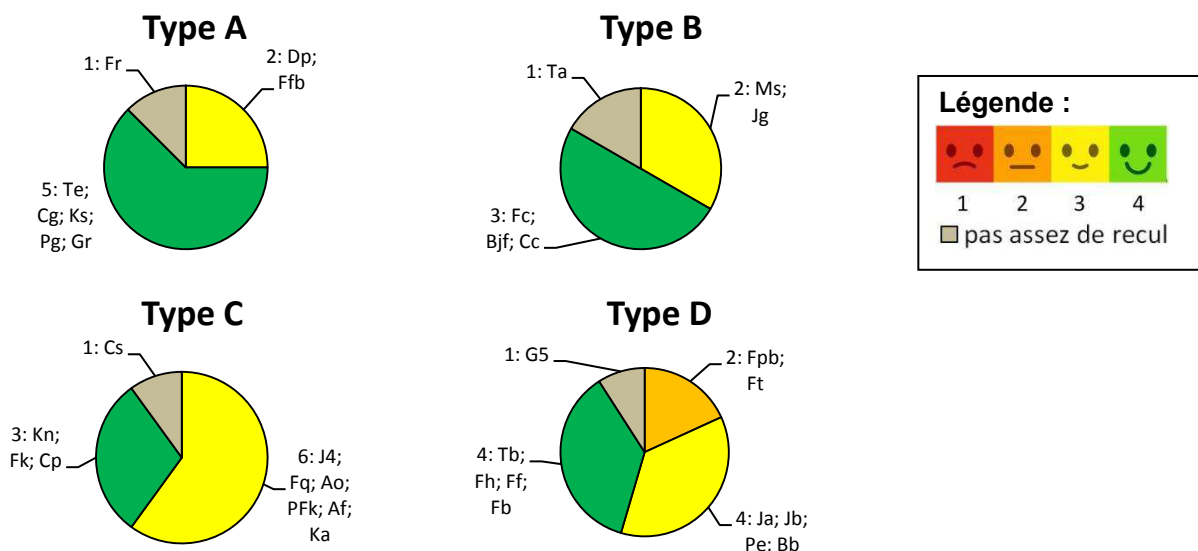 Type A
1: Fr
2: Dp;
Ffb
5: Te;
Cg; Ks;
Pg; Gr
Type B
1: Ta
2: Ms;
Jg
3: Fc;
Bjf; Cc
Légende :
1 2 3 4
pas assez de recul
Type C
1: Cs
3: Kn;
Fk; Cp
6: J4;
Fq; Ao;
PFk; Af;
Ka
Type D
1: G5
2: Fpb;
Ft
4: Tb;
Fh; Ff;
Fb
4: Ja; Jb;
Pe: Bb